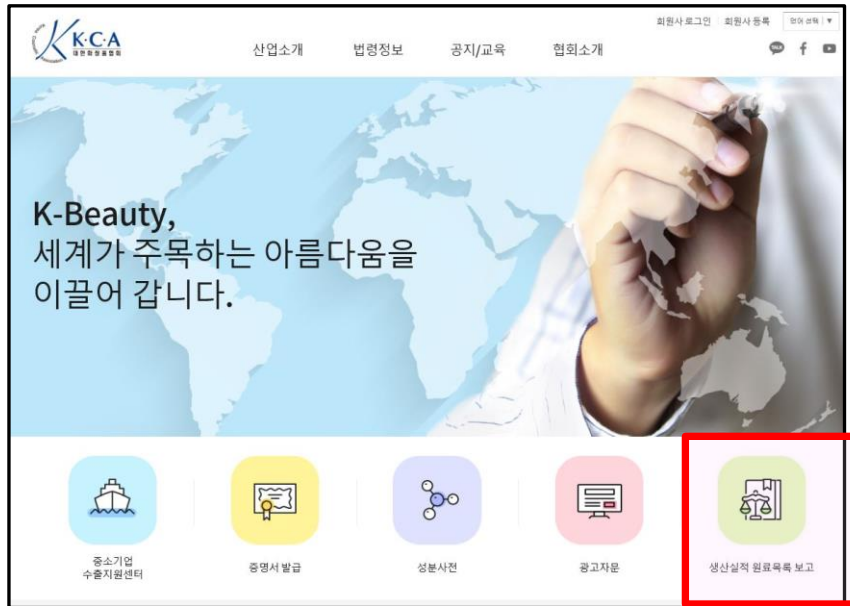 회원사 로그인 회원사 등록 언어 선택 ▼
K·C·A
대한화장품협회
산업소개 법령정보 공지/교육 협회소개
TALK f
K-Beauty,
세계가 주목하는 아름다움을
이끌어 갑니다.
중소기업
수출지원센터
증명서 발급
성분사전
광고자문
생산실적 원료목록 보고